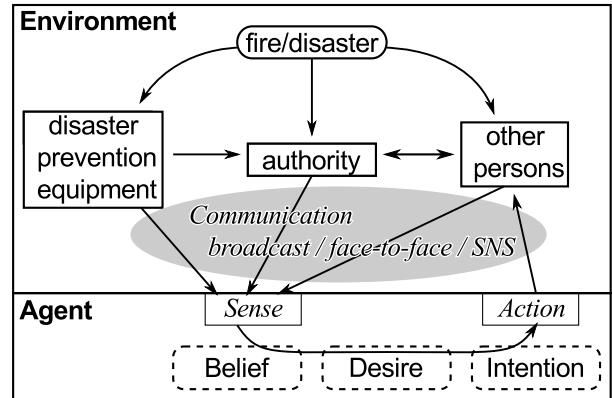 Environment
fire/disaster
disaster
prevention
equipment
authority
other
persons
Communication
broadcast / face-to-face / SNS
Agent
Sense
Action
Belief
Desire
Intention